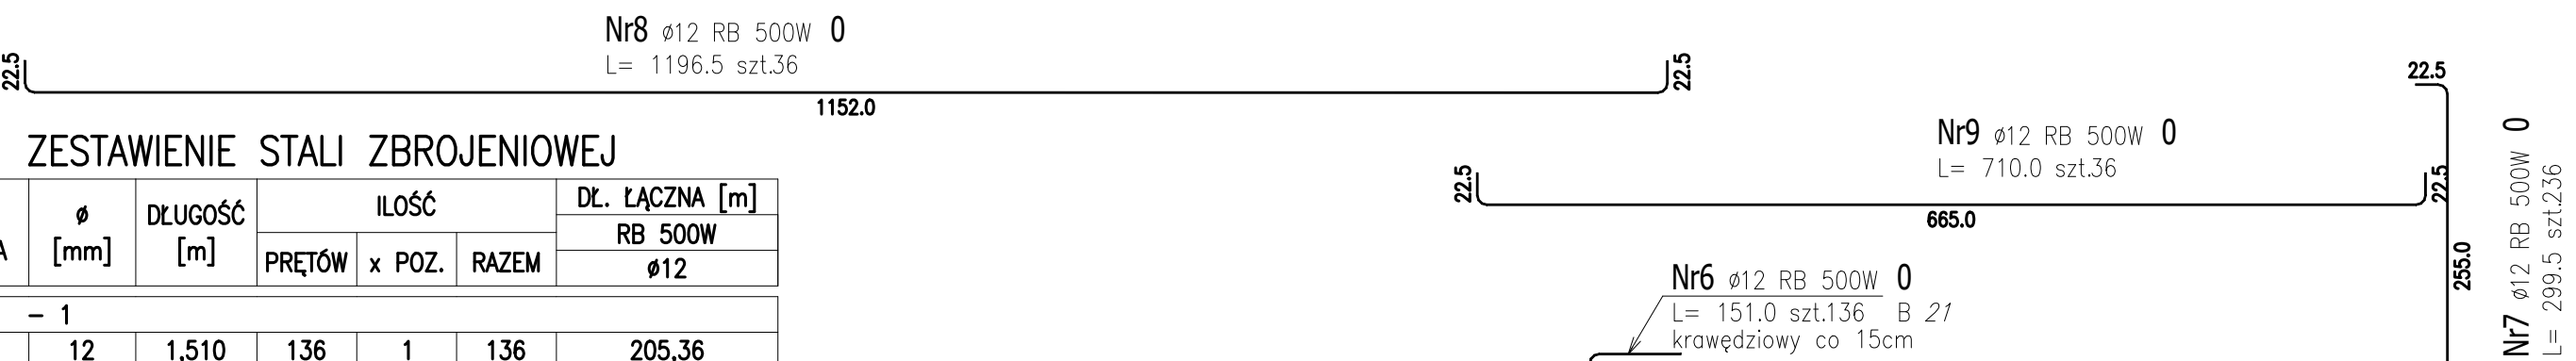 Nr8 ø12 RB 500W 0
L= 1196.5 szt.36
22.5
22.5
1152.0
22.5
Nr9 ø12 RB 500W 0
L= 710.0 szt.36
22.5
22.5
665.0
255.0
Nr7 ø12 RB 500W 0
L= 299.5 szt.236
Nr6 ø12 RB 500W 0
L= 151.0 szt.136 B 21
krawędziowy co 15cm
ZESTAWIENIE STALI ZBROJENIOWEJ
A ø [mm] DŁUGOŚĆ [m] ILOŚĆ DŁ. ŁĄCZNA [m]
RB 500W
PRĘTÓW x POZ. RAZEM ø12
- 1
12 1,510 136 1 136 205,36